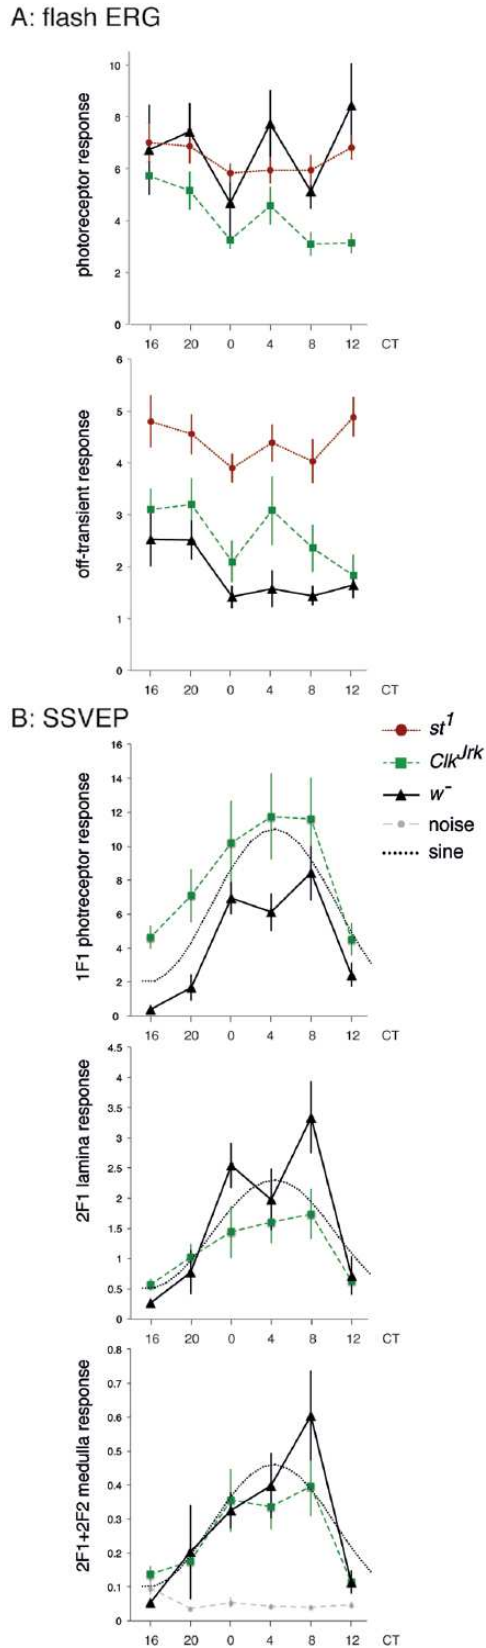 A: flash ERG
photoreceptor response
10
8
6
4
2
0
16 20 0 4 8 12 CT
off-transient response
6
5
4
3
2
1
0
16 20 0 4 8 12 CT
B: SSVEP
st¹
Clk^Jrk
w⁻
noise
sine
1F1 photreceptor response
16
14
12
10
8
6
4
2
0
16 20 0 4 8 12 CT
2F1 lamina response
4.5
4
3.5
3
2.5
2
1.5
1
0.5
0
16 20 0 4 8 12 CT
2F1+2F2 medulla response
0.8
0.7
0.6
0.5
0.4
0.3
0.2
0.1
0
16 20 0 4 8 12 CT